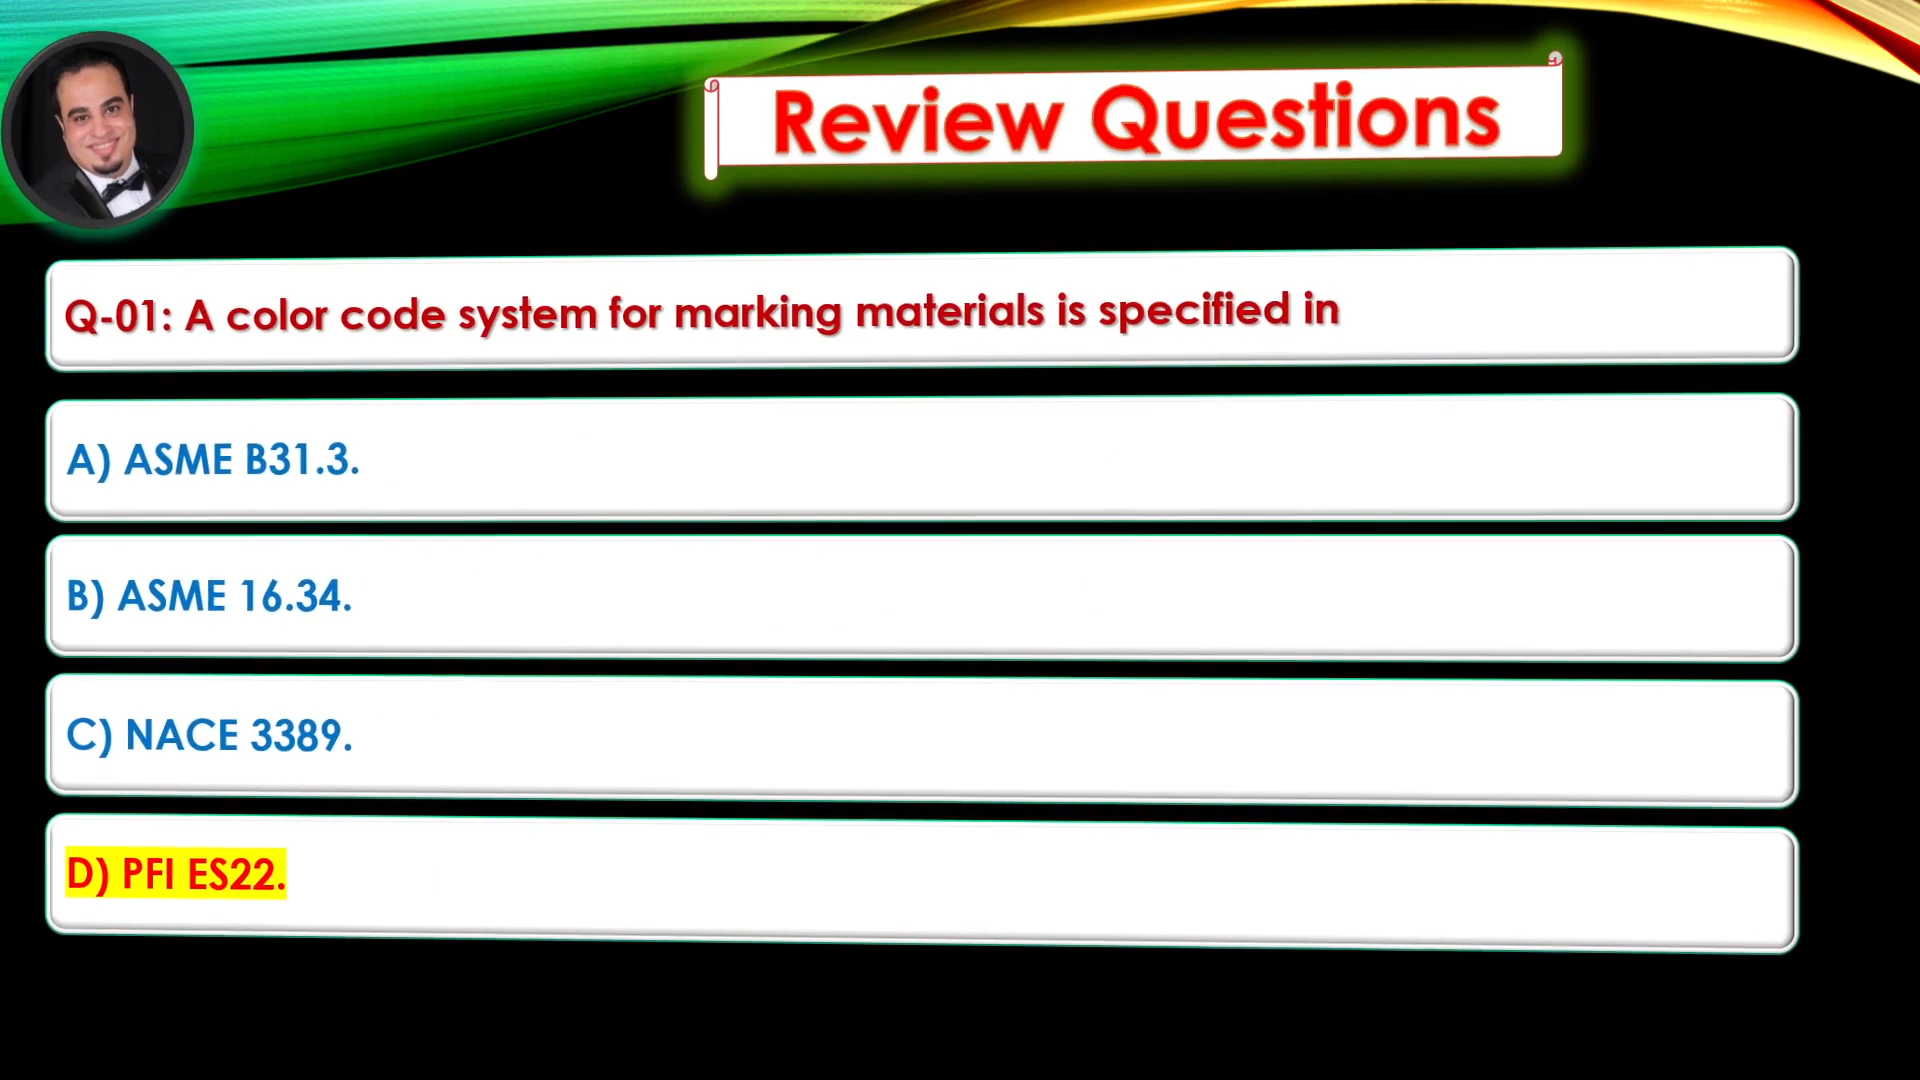 Review Questions
Q-01: A color code system for marking materials is specified in
A) ASME B31.3.
B) ASME 16.34.
C) NACE 3389.
D) PFI ES22.